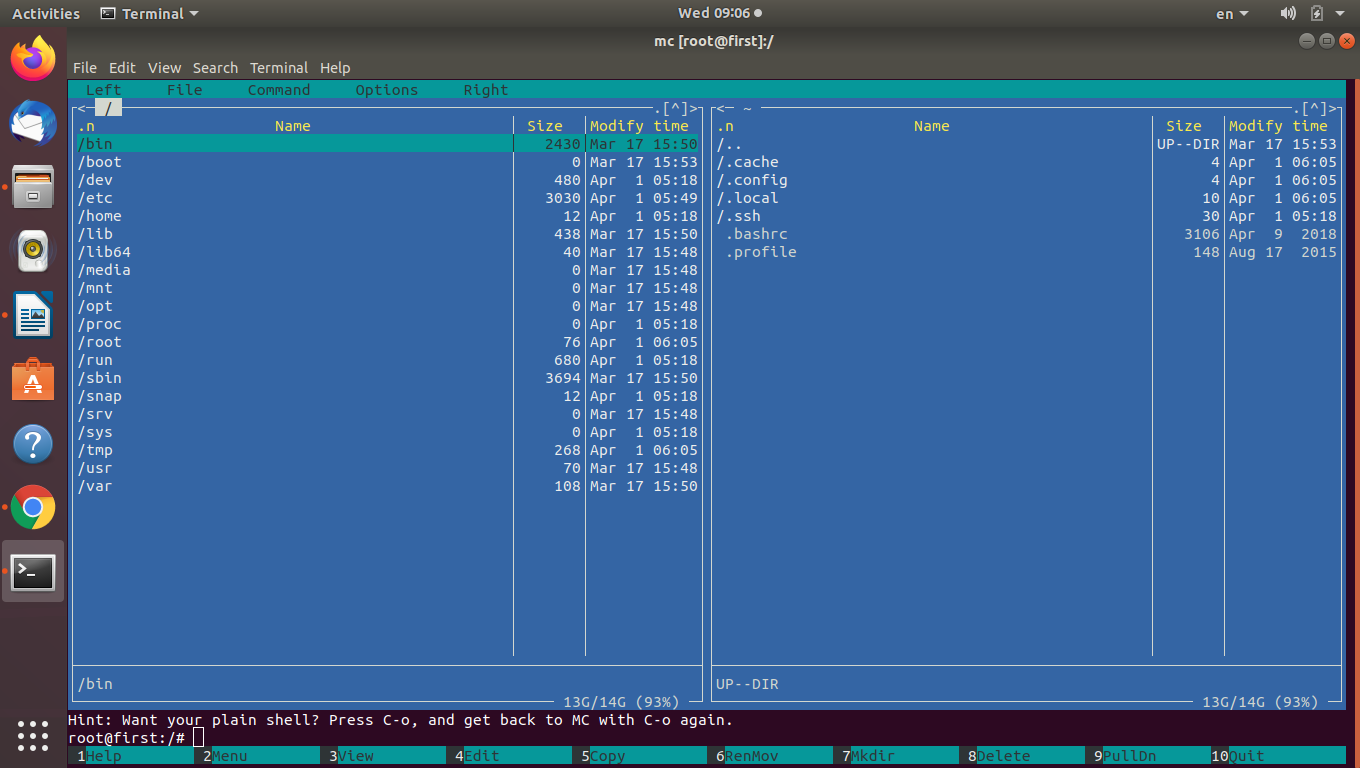 Activities Terminal Wed 09:06 en
mc [root@first]:/
File Edit View Search Terminal Help
Left File Command Options Right
<─ / .[^]> <─ ~ .[^]>
.n Name Size Modify time .n Name Size Modify time
/bin 2430 Mar 17 15:50 /.. UP--DIR Mar 17 15:53
/boot 0 Mar 17 15:53 /.cache 4 Apr 1 06:05
/dev 480 Apr 1 05:18 /.config 4 Apr 1 06:05
/etc 3030 Apr 1 05:49 /.local 10 Apr 1 06:05
/home 12 Apr 1 05:18 /.ssh 30 Apr 1 05:18
/lib 438 Mar 17 15:50 .bashrc 3106 Apr 9 2018
/lib64 40 Mar 17 15:48 .profile 148 Aug 17 2015
/media 0 Mar 17 15:48
/mnt 0 Mar 17 15:48
/opt 0 Mar 17 15:48
/proc 0 Apr 1 05:18
/root 76 Apr 1 06:05
/run 680 Apr 1 05:18
/sbin 3694 Mar 17 15:50
/snap 12 Apr 1 05:18
/srv 0 Mar 17 15:48
/sys 0 Apr 1 05:18
/tmp 268 Apr 1 06:05
/usr 70 Mar 17 15:48
/var 108 Mar 17 15:50
/bin UP--DIR
13G/14G (93%) 13G/14G (93%)
Hint: Want your plain shell? Press C-o, and get back to MC with C-o again.
root@first:/#
1Help 2Menu 3View 4Edit 5Copy 6RenMov 7Mkdir 8Delete 9PullDn 10Quit